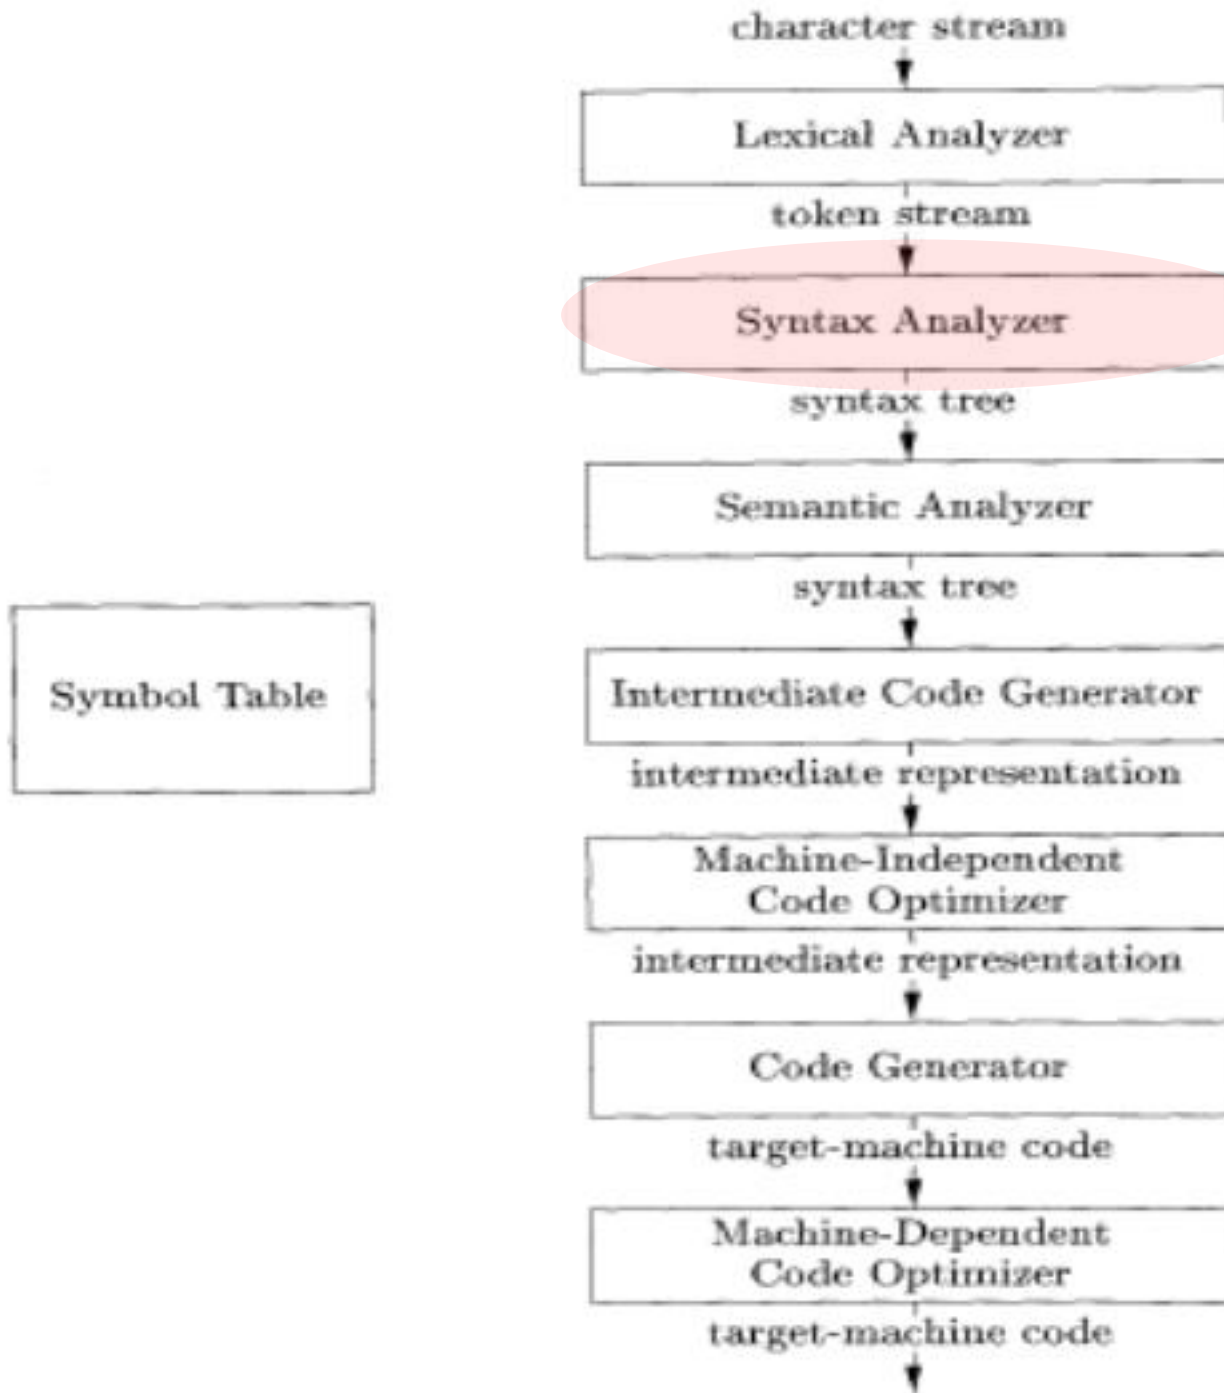 character stream
Lexical Analyzer
token stream
Syntax Analyzer
syntax tree
Semantic Analyzer
syntax tree
Symbol Table
Intermediate Code Generator
intermediate representation
Machine-Independent
Code Optimizer
intermediate representation
Code Generator
target-machine code
Machine-Dependent
Code Optimizer
target-machine code